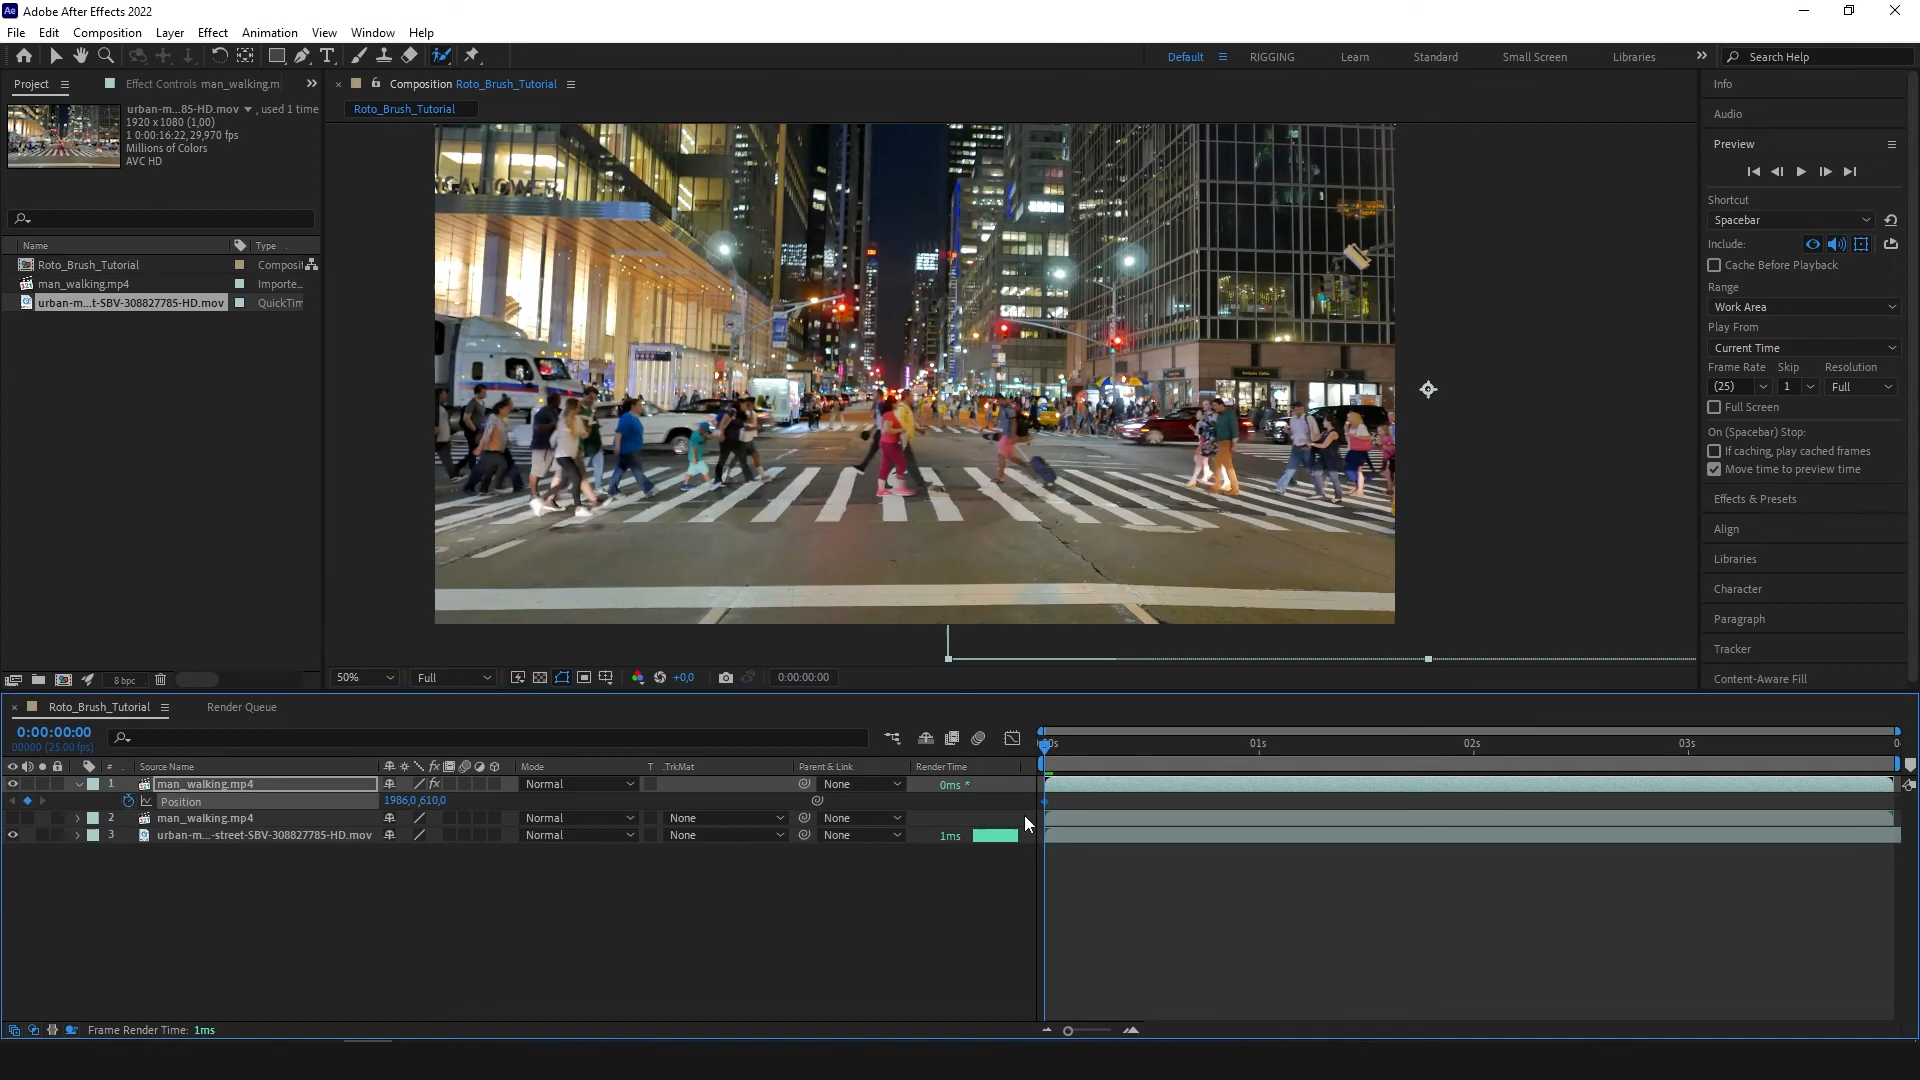 Ae Adobe After Effects 2022
File Edit Composition Layer Effect Animation View Window Help
Default RIGGING Learn Standard Small Screen Libraries Search Help
Project Effect Controls man_walking.m
Composition Roto_Brush_Tutorial
Roto_Brush_Tutorial
urban-m...85-HD.mov , used 1 time
1920 x 1080 (1,00)
1 0:00:16:22, 29,970 fps
Millions of Colors
AVC HD
Name Type
Roto_Brush_Tutorial Composit
man_walking.mp4 Importe...
urban-m...t-SBV-308827785-HD.mov QuickTim
8 bpc
GA TOWER
50% Full +0,0 0:00:00:00
Info
Audio
Preview
Shortcut
Spacebar
Include:
Cache Before Playback
Range
Work Area
Play From
Current Time
Frame Rate Skip Resolution
(25) 1 Full
Full Screen
On (Spacebar) Stop:
If caching, play cached frames
Move time to preview time
Effects & Presets
Align
Libraries
Character
Paragraph
Tracker
Content-Aware Fill
Roto_Brush_Tutorial Render Queue
0:00:00:00
00000 (25.00 fps)
00s 01s 02s 03s 0
# Source Name Mode T .TrkMat Parent & Link Render Time
1 man_walking.mp4 Normal None 0ms *
Position 1986,0,610,0
2 man_walking.mp4 Normal None None
3 urban-m...-street-SBV-308827785-HD.mov Normal None None 1ms
Frame Render Time: 1ms